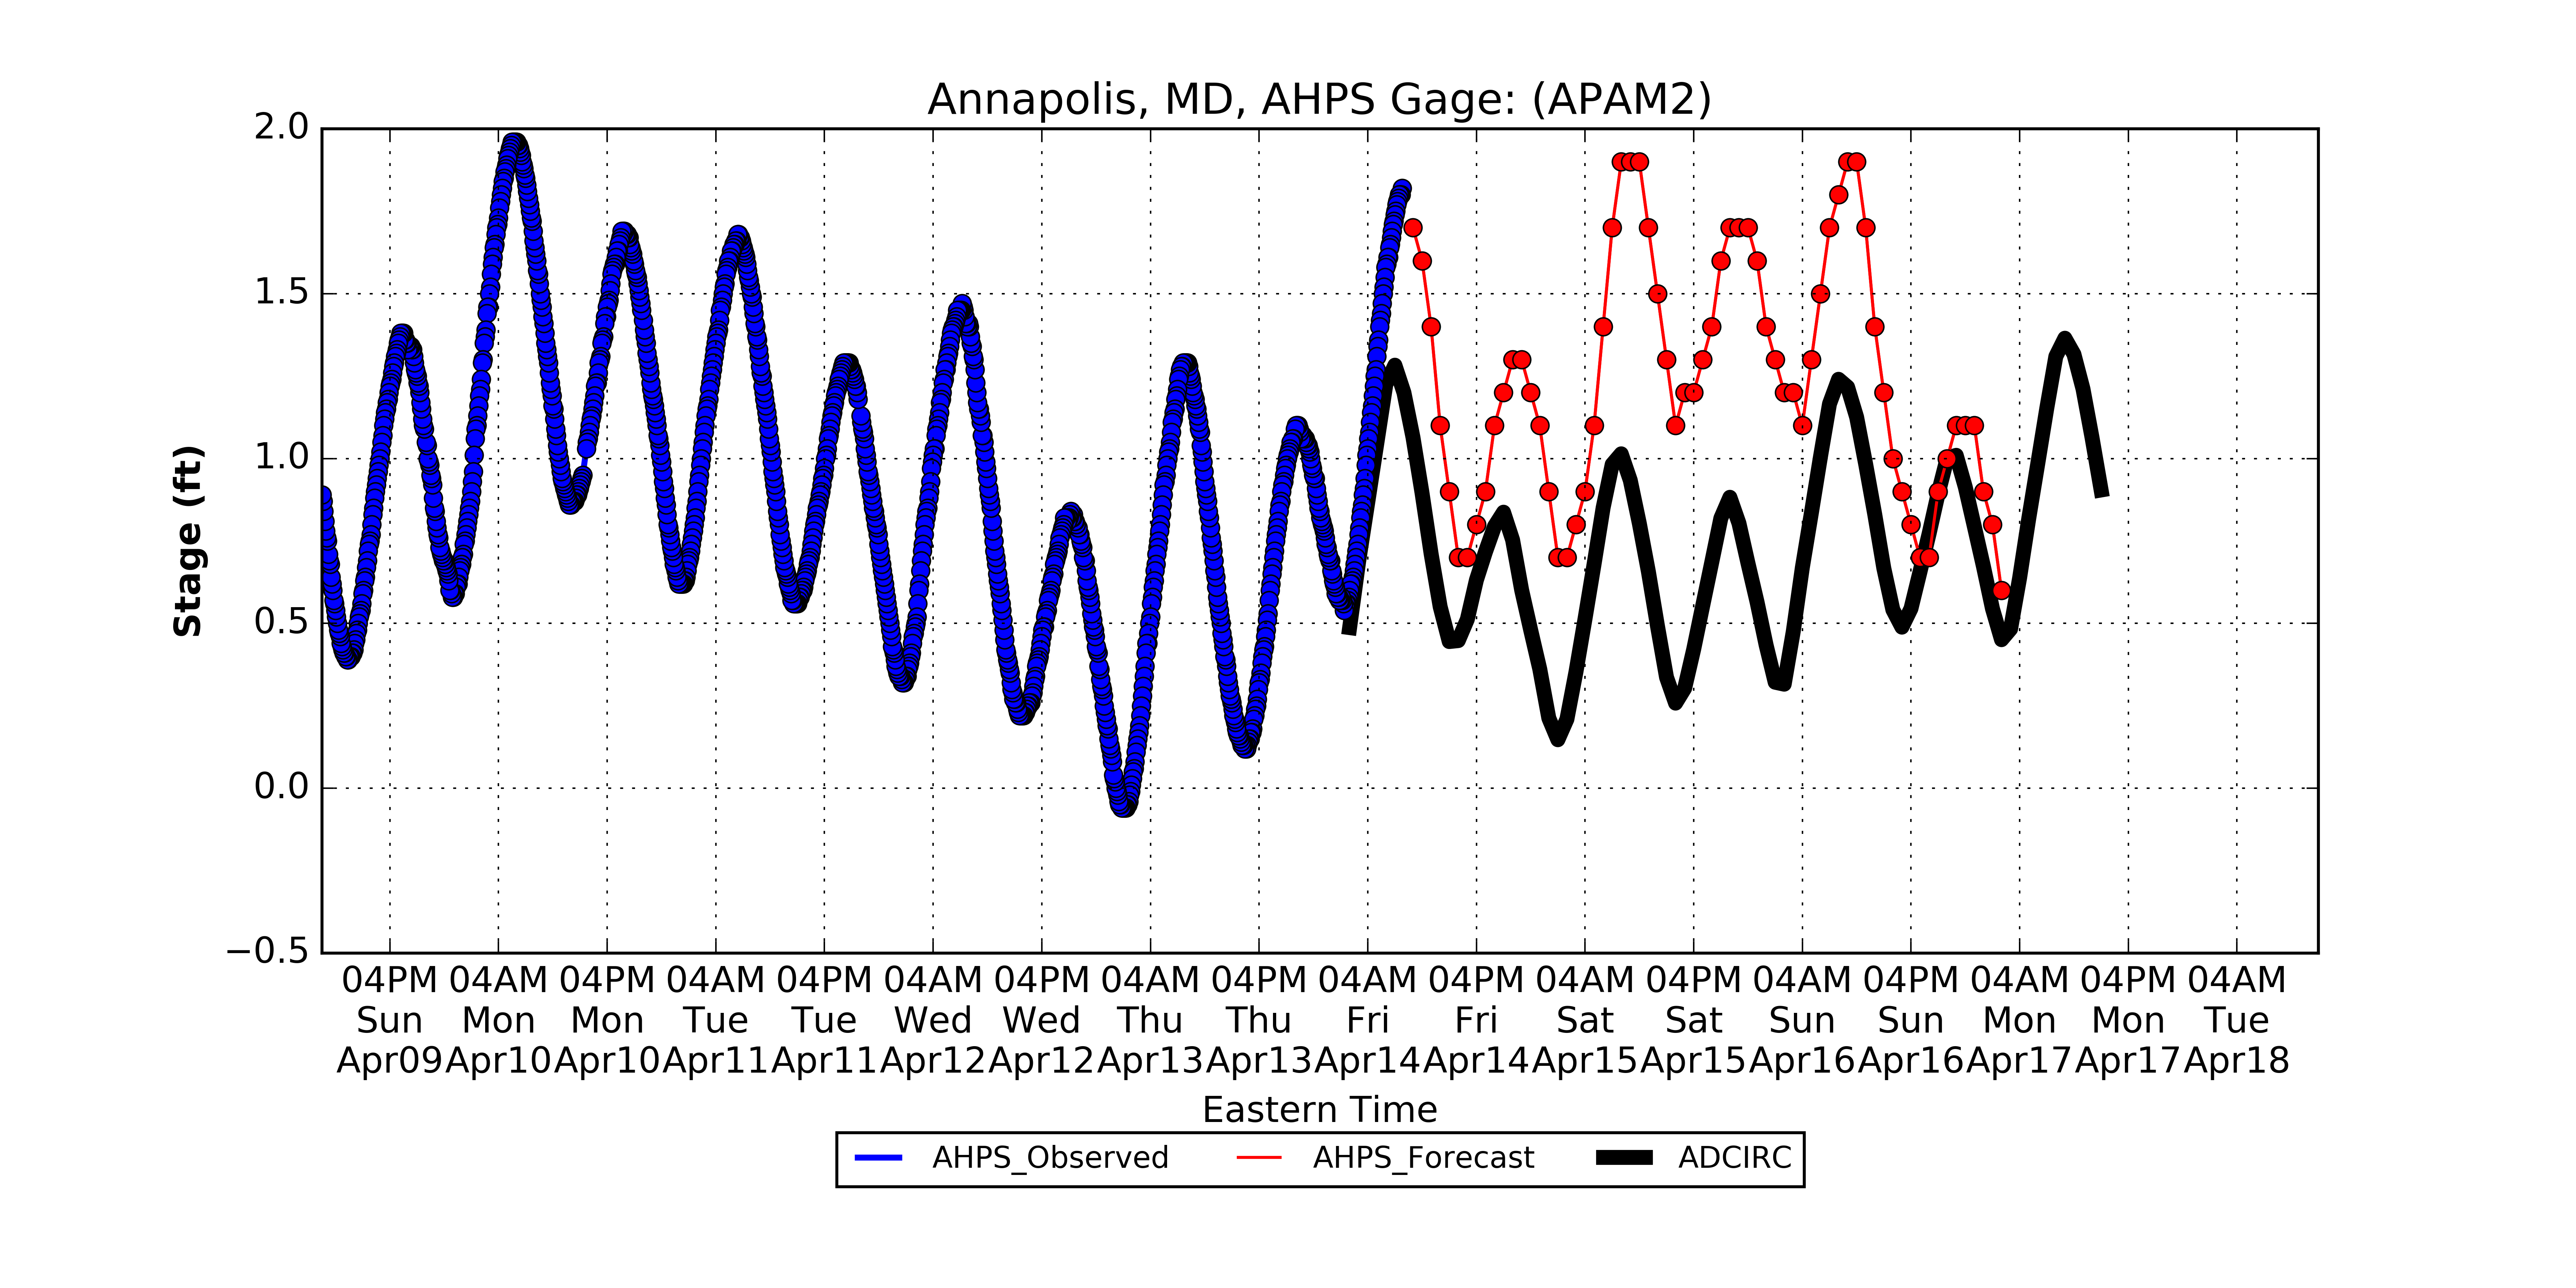 Annapolis, MD, AHPS Gage: (APAM2)
2.0
1.5
1.0
0.5
0.0
−0.5
Stage (ft)
04PM 04AM 04PM 04AM 04PM 04AM 04PM 04AM 04PM 04AM 04PM 04AM 04PM 04AM 04PM 04AM 04PM 04AM
Sun Mon Mon Tue Tue Wed Wed Thu Thu Fri Fri Sat Sat Sun Sun Mon Mon Tue
Apr09 Apr10 Apr10 Apr11 Apr11 Apr12 Apr12 Apr13 Apr13 Apr14 Apr14 Apr15 Apr15 Apr16 Apr16 Apr17 Apr17 Apr18
Eastern Time
AHPS_Observed AHPS_Forecast ADCIRC